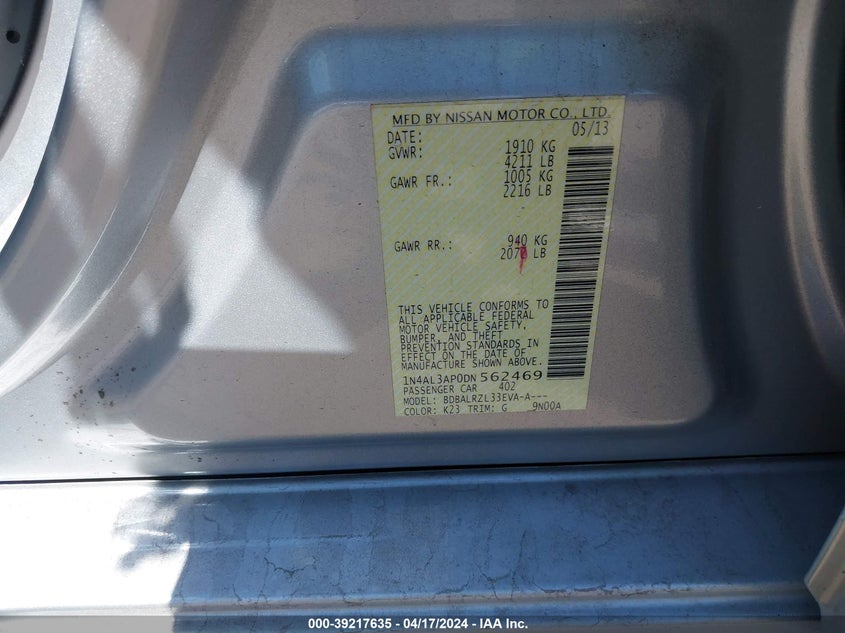 MFD BY NISSAN MOTOR CO., LTD.
DATE: 05/13
GVWR: 1910 KG
4211 LB
GAWR FR.: 1005 KG
2216 LB
GAWR RR.: 940 KG
LB
THIS VEHICLE CONFORMS TO
ALL APPLICABLE FEDERAL
MOTOR VEHICLE SAFETY,
BUMPER, AND THEFT
PREVENTION STANDARDS IN
EFFECT ON THE DATE OF
MANUFACTURE SHOWN ABOVE.
1N4AL3AP0DN562469
PASSENGER CAR 402
MODEL: BDBALRZL33EVA-A---
COLOR: K23 TRIM: G 9N00A
000-39217635 - 04/17/2024 - IAA Inc.